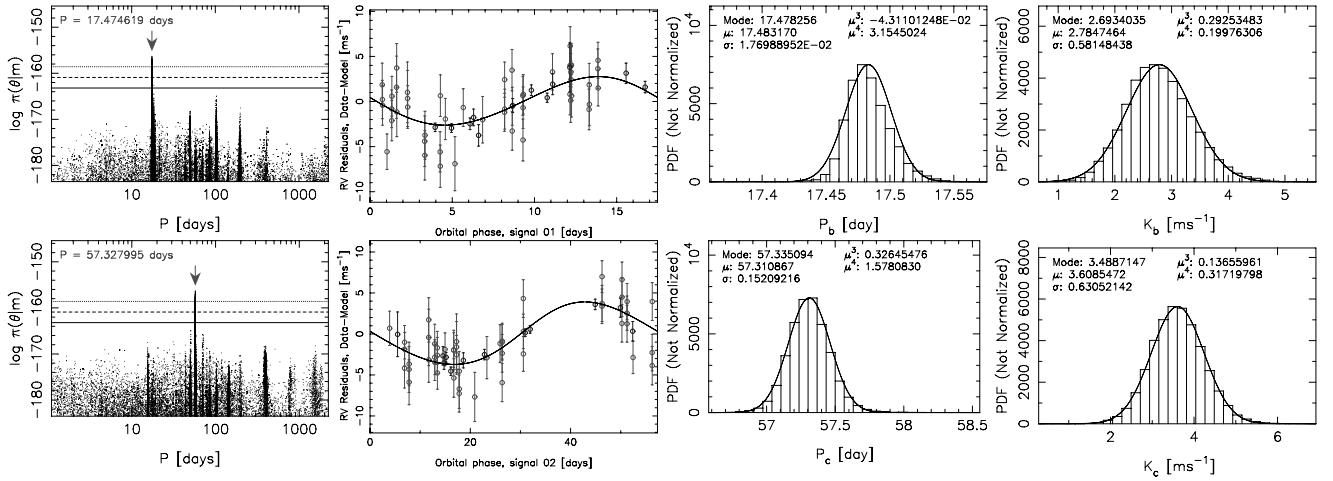 P = 17.474619 days
log π(θ|m)
−150
−160
−170
−180
10
100
1000
P [days]
RV Residuals, Data-Model [ms⁻¹]
10
5
0
−5
−10
0
5
10
15
Orbital phase, signal 01 [days]
Mode: 17.478256
μ: 17.483170
σ: 1.76988952E−02
μ³: −4.31101248E−02
μ⁴: 3.1545024
PDF (Not Normalized)
10⁴
5000
0
17.4
17.45
17.5
17.55
P_b [day]
Mode: 2.6934035
μ: 2.7847464
σ: 0.58148438
μ³: 0.29253483
μ⁴: 0.19976306
PDF (Not Normalized)
6000
4000
2000
0
1
2
3
4
5
K_b [ms⁻¹]
P = 57.327995 days
log π(θ|m)
−150
−160
−170
−180
10
100
1000
P [days]
RV Residuals, Data-Model [ms⁻¹]
10
5
0
−5
−10
0
20
40
Orbital phase, signal 02 [days]
Mode: 57.335094
μ: 57.310867
σ: 0.15209216
μ³: 0.32645476
μ⁴: 1.5780830
PDF (Not Normalized)
10⁴
5000
0
57
57.5
58
58.5
P_c [day]
Mode: 3.4887147
μ: 3.6085472
σ: 0.63052142
μ³: 0.13655961
μ⁴: 0.31719798
PDF (Not Normalized)
8000
6000
4000
2000
0
2
4
6
K_c [ms⁻¹]